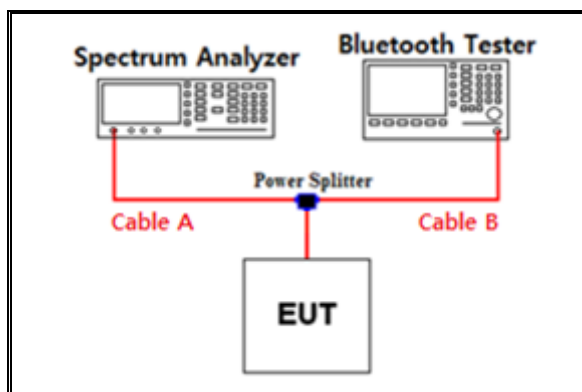 Spectrum Analyzer
Bluetooth Tester
Power Splitter
Cable A
Cable B
EUT